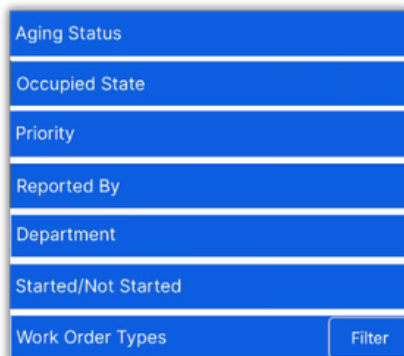 Aging Status
Occupied State
Priority
Reported By
Department
Started/Not Started
Work Order Types Filter